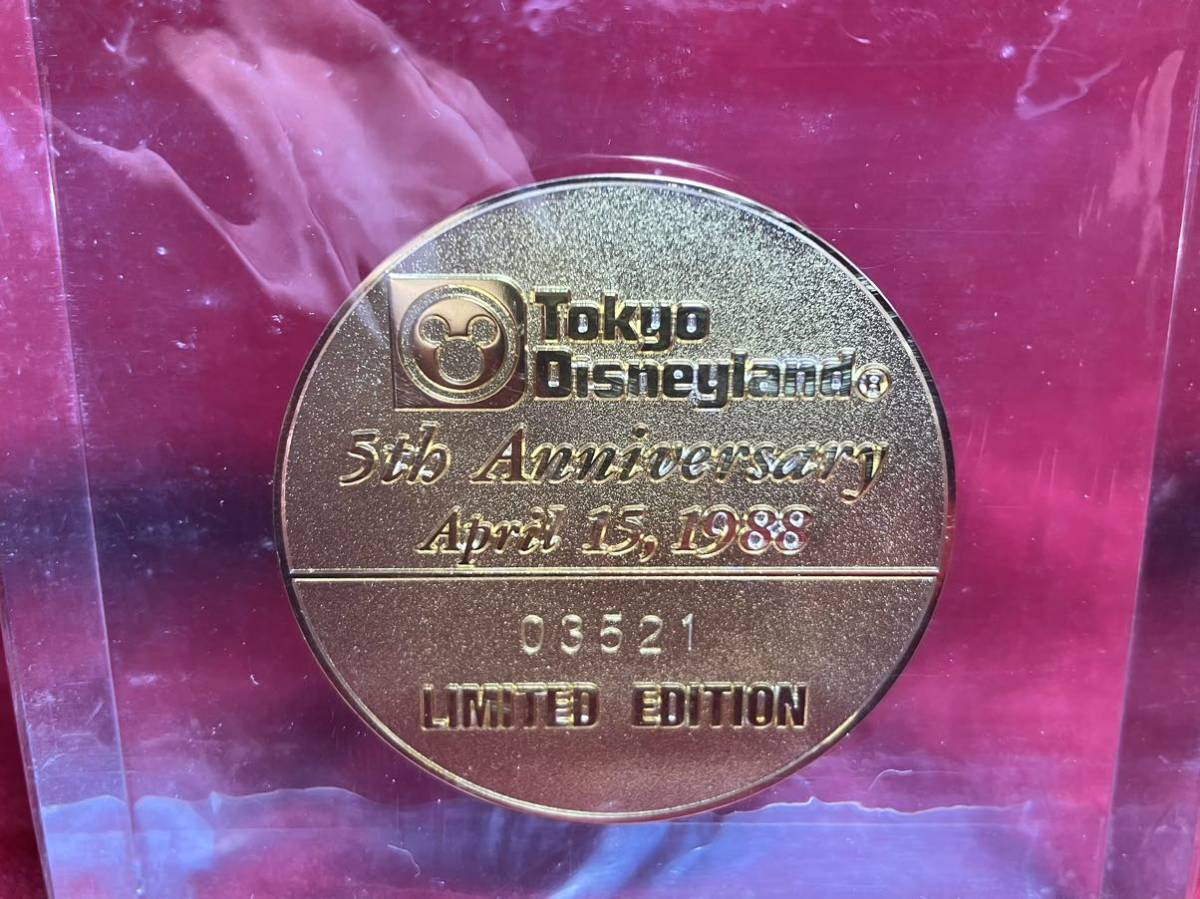 Tokyo
Disneyland®
5th Anniversary
April 15, 1988
03521
LIMITED EDITION